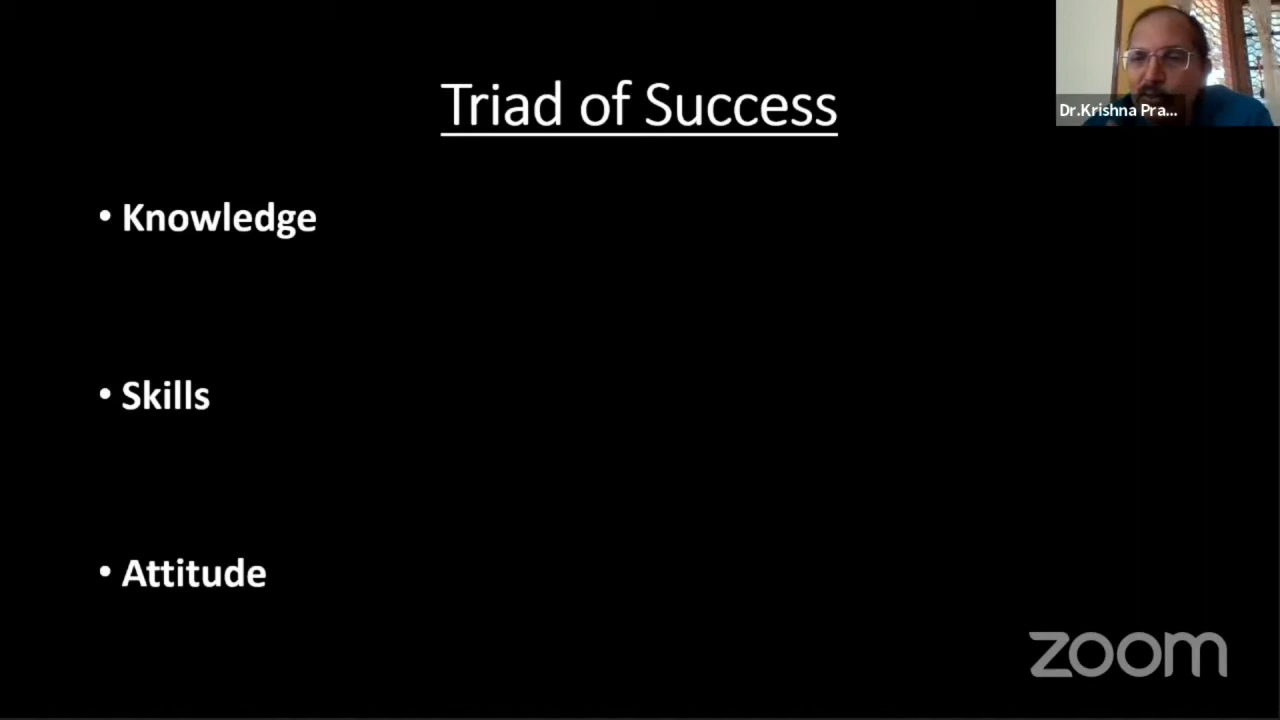 Triad of Success
Dr.Krishna Pra...
• Knowledge
• Skills
• Attitude
zoom